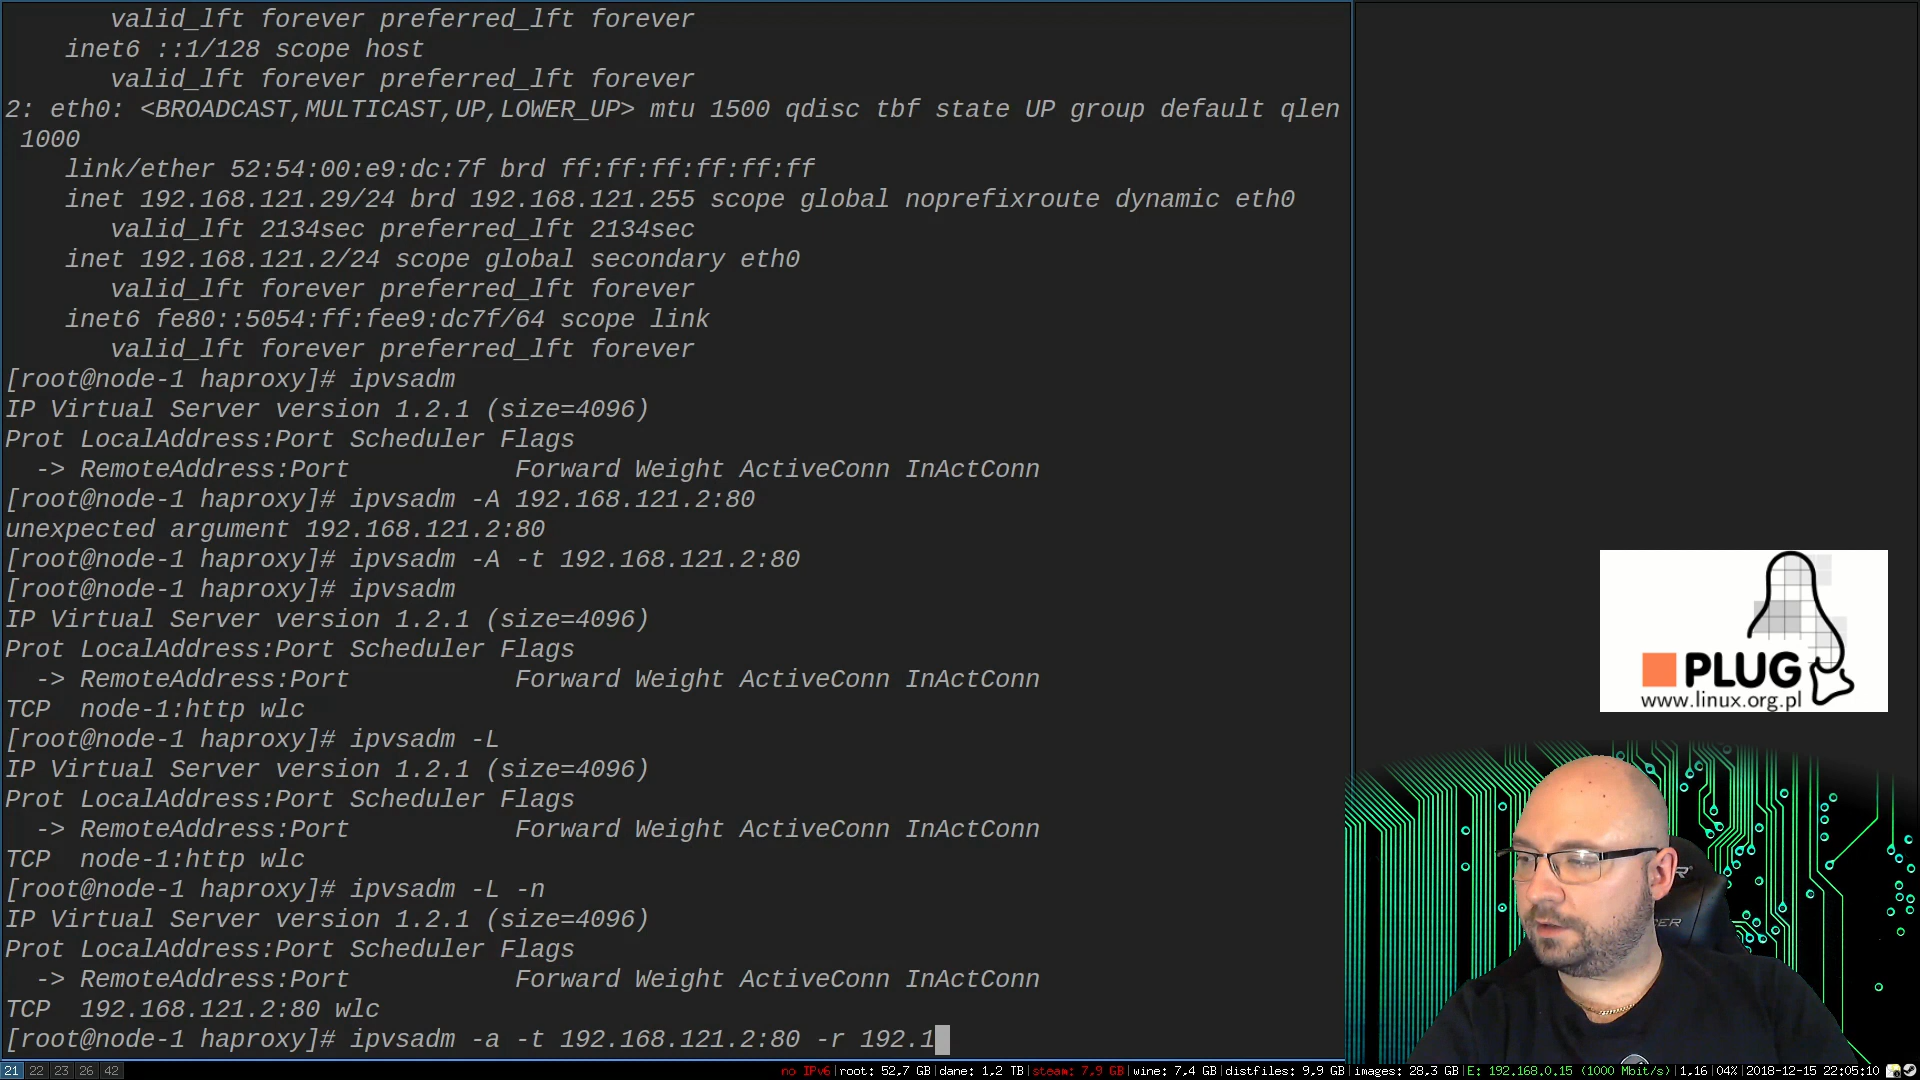 valid_lft forever preferred_lft forever
inet6 ::1/128 scope host
valid_lft forever preferred_lft forever
2: eth0: <BROADCAST,MULTICAST,UP,LOWER_UP> mtu 1500 qdisc tbf state UP group default qlen
1000
link/ether 52:54:00:e9:dc:7f brd ff:ff:ff:ff:ff:ff
inet 192.168.121.29/24 brd 192.168.121.255 scope global noprefixroute dynamic eth0
valid_lft 2134sec preferred_lft 2134sec
inet 192.168.121.2/24 scope global secondary eth0
valid_lft forever preferred_lft forever
inet6 fe80::5054:ff:fee9:dc7f/64 scope link
valid_lft forever preferred_lft forever
[root@node-1 haproxy]# ipvsadm
IP Virtual Server version 1.2.1 (size=4096)
Prot LocalAddress:Port Scheduler Flags
-> RemoteAddress:Port Forward Weight ActiveConn InActConn
[root@node-1 haproxy]# ipvsadm -A 192.168.121.2:80
unexpected argument 192.168.121.2:80
[root@node-1 haproxy]# ipvsadm -A -t 192.168.121.2:80
[root@node-1 haproxy]# ipvsadm
IP Virtual Server version 1.2.1 (size=4096)
Prot LocalAddress:Port Scheduler Flags
-> RemoteAddress:Port Forward Weight ActiveConn InActConn
TCP node-1:http wlc
[root@node-1 haproxy]# ipvsadm -L
IP Virtual Server version 1.2.1 (size=4096)
Prot LocalAddress:Port Scheduler Flags
-> RemoteAddress:Port Forward Weight ActiveConn InActConn
TCP node-1:http wlc
[root@node-1 haproxy]# ipvsadm -L -n
IP Virtual Server version 1.2.1 (size=4096)
Prot LocalAddress:Port Scheduler Flags
-> RemoteAddress:Port Forward Weight ActiveConn InActConn
TCP 192.168.121.2:80 wlc
[root@node-1 haproxy]# ipvsadm -a -t 192.168.121.2:80 -r 192.1
PLUG
www.linux.org.pl
21 22 23 26 42 no IPv6|root: 52,7 GB|dane: 1,2 TB|steam: 7,9 GB|wine: 7,4 GB|distfiles: 9,9 GB|images: 28,3 GB|E: 192.168.0.15 (1000 Mbit/s)|1,16|04%|2018-12-15 22:05:10